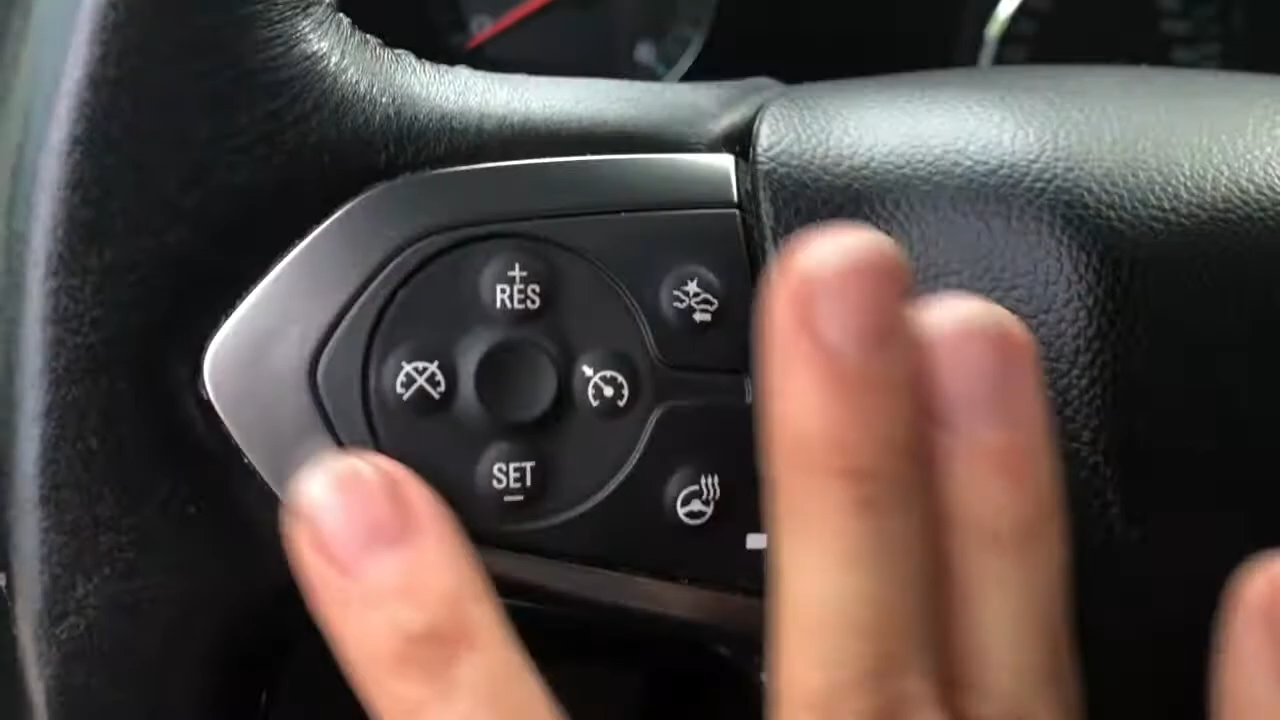 +
RES
SET
–